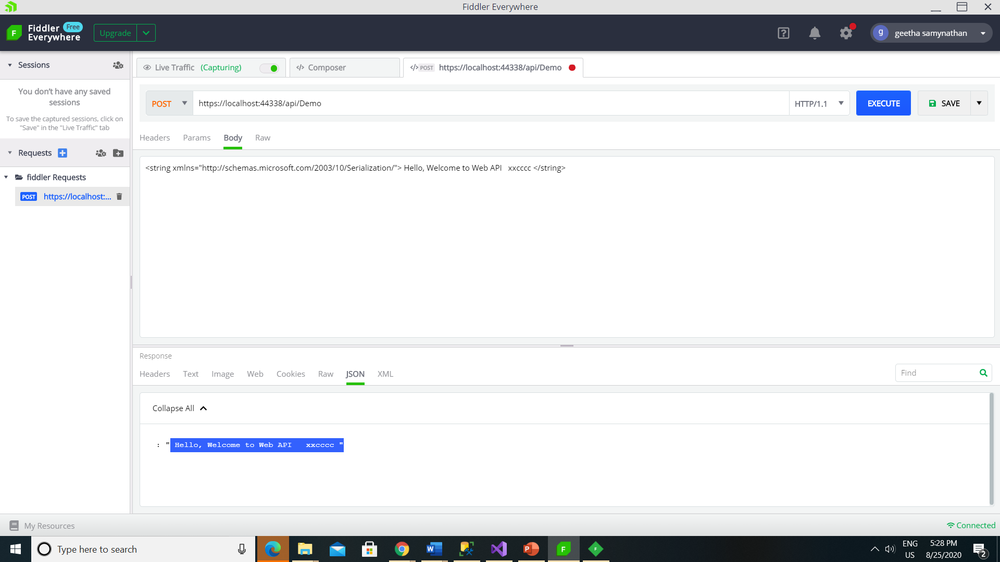 Fiddler Everywhere
Fiddler Free
Everywhere
Upgrade
g geetha samynathan
Sessions
You don't have any saved
sessions
To save the captured sessions, click on
"Save" in the "Live Traffic" tab
Requests
fiddler Requests
POST https://localhost:...
Live Traffic (Capturing)
</> Composer
</> POST https://localhost:44338/api/Demo
POST https://localhost:44338/api/Demo HTTP/1.1 EXECUTE SAVE
Headers Params Body Raw
<string xmlns="http://schemas.microsoft.com/2003/10/Serialization/"> Hello, Welcome to Web API   xxcccc </string>
Response
Headers Text Image Web Cookies Raw JSON XML
Find
Collapse All
: " Hello, Welcome to Web API   xxcccc "
My Resources
Connected
Type here to search
ENG
US
5:28 PM
8/25/2020
2